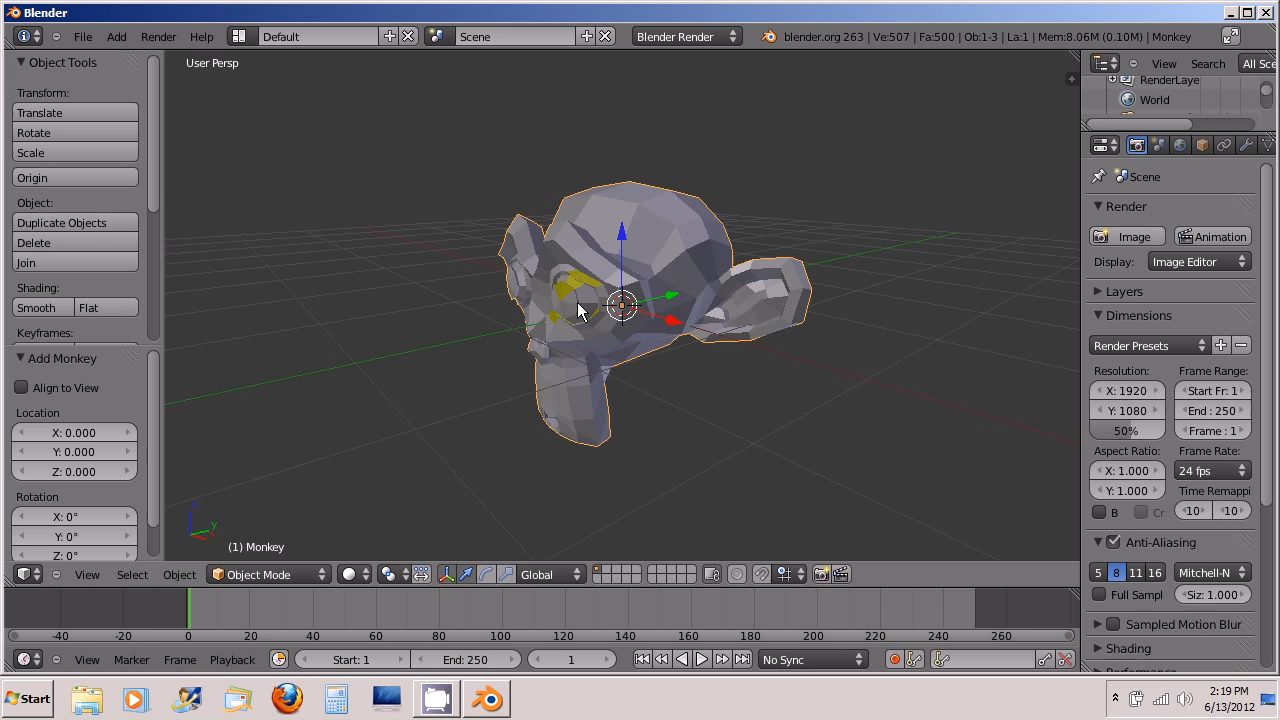 Blender
File Add Render Help Default Scene Blender Render blender.org 263 | Ve:507 | Fa:500 | Ob:1-3 | La:1 | Mem:8.06M (0.10M) | Monkey
Object Tools
Transform:
Translate
Rotate
Scale
Origin
Object:
Duplicate Objects
Delete
Join
Shading:
Smooth Flat
Keyframes:
Add Monkey
Align to View
Location
X: 0.000
Y: 0.000
Z: 0.000
Rotation
X: 0°
Y: 0°
Z: 0°
User Persp
y
(1) Monkey
View Select Object Object Mode Global
View Search All Sce
RenderLaye
World
Scene
Render
Image Animation
Display: Image Editor
Layers
Dimensions
Render Presets
Resolution: Frame Range:
X: 1920 Start Fr: 1
Y: 1080 End : 250
50% Frame : 1
Aspect Ratio: Frame Rate:
X: 1.000 24 fps
Y: 1.000 Time Remappi
B Cr 10 10
Anti-Aliasing
5 8 11 16 Mitchell-N
Full Sampl Siz: 1.000
Sampled Motion Blur
Shading
-40 -20 0 20 40 60 80 100 120 140 160 180 200 220 240 260
View Marker Frame Playback Start: 1 End: 250 1 No Sync
Start
2:19 PM
6/13/2012